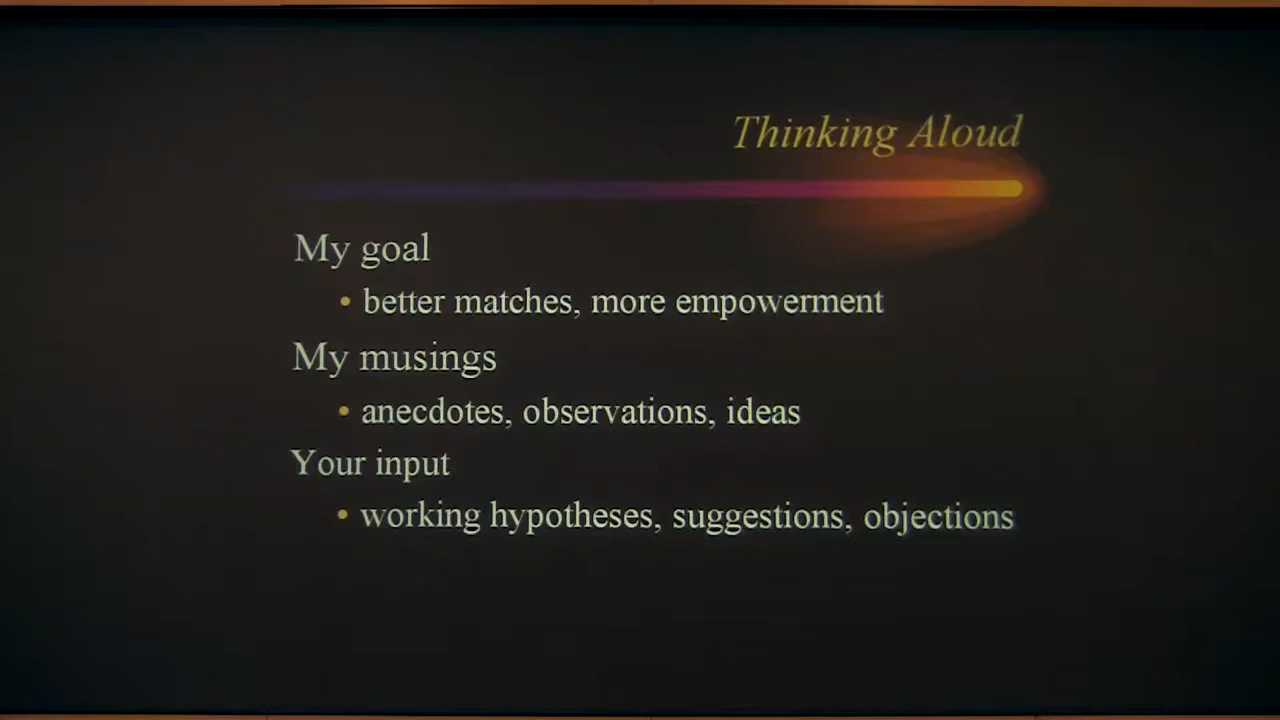 Thinking Aloud
My goal
• better matches, more empowerment
My musings
• anecdotes, observations, ideas
Your input
• working hypotheses, suggestions, objections